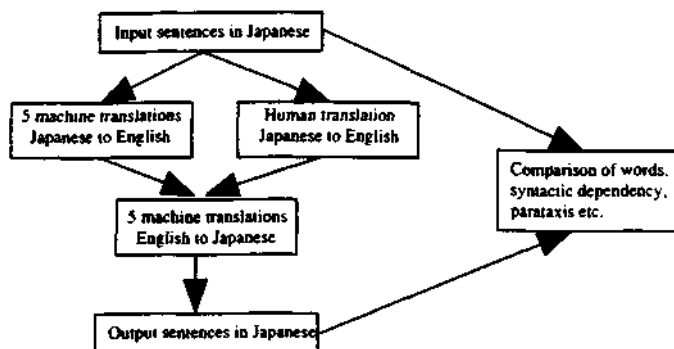 Input sentences in Japanese
5 machine translations
Japanese to English
Human translation
Japanese to English
Comparison of words,
syntactic dependency,
parataxis etc.
5 machine translations
English to Japanese
Output sentences in Japanese